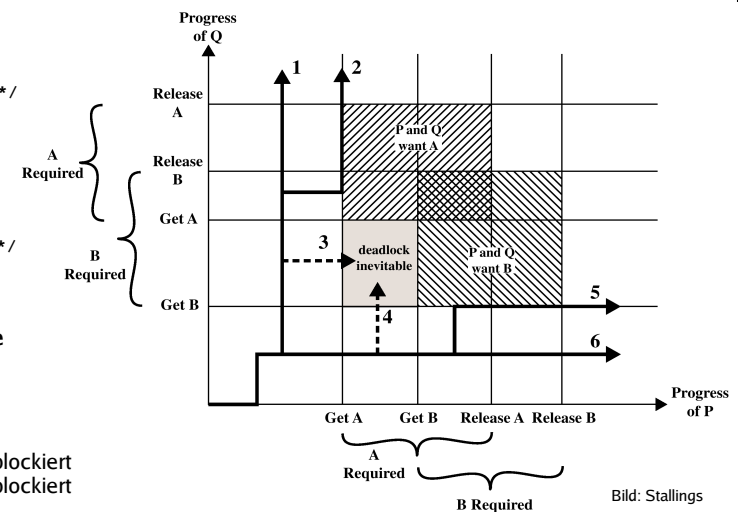 Progress
of Q
1
2
*/
Release
A
P and Q
want A
A
Required
Release
B
Get A
*/
3
deadlock
inevitable
P and Q
want B
B
Required
Get B
5
4
6
Progress
of P
Get A
Get B
Release A
Release B
A
Required
blockiert
blockiert
B Required
Bild: Stallings